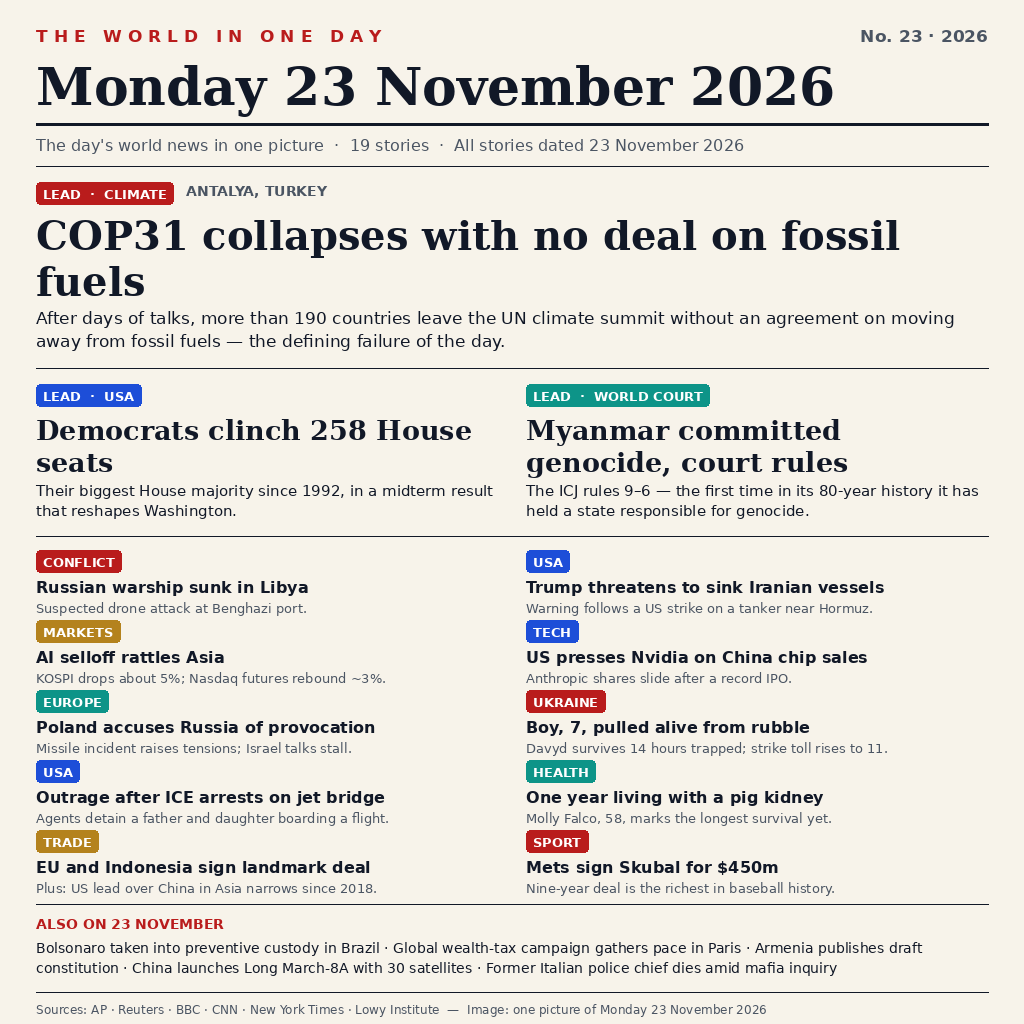 THE WORLD IN ONE DAY
No. 23 · 2026
Monday 23 November 2026
The day's world news in one picture · 19 stories · All stories dated 23 November 2026
LEAD · CLIMATE
ANTALYA, TURKEY
COP31 collapses with no deal on fossil
fuels
After days of talks, more than 190 countries leave the UN climate summit without an agreement on moving
away from fossil fuels — the defining failure of the day.
LEAD · USA
Democrats clinch 258 House
seats
Their biggest House majority since 1992, in a midterm result
that reshapes Washington.
LEAD · WORLD COURT
Myanmar committed
genocide, court rules
The ICJ rules 9–6 — the first time in its 80-year history it has
held a state responsible for genocide.
CONFLICT
Russian warship sunk in Libya
Suspected drone attack at Benghazi port.
USA
Trump threatens to sink Iranian vessels
Warning follows a US strike on a tanker near Hormuz.
MARKETS
AI selloff rattles Asia
KOSPI drops about 5%; Nasdaq futures rebound ~3%.
TECH
US presses Nvidia on China chip sales
Anthropic shares slide after a record IPO.
EUROPE
Poland accuses Russia of provocation
Missile incident raises tensions; Israel talks stall.
UKRAINE
Boy, 7, pulled alive from rubble
Davyd survives 14 hours trapped; strike toll rises to 11.
USA
Outrage after ICE arrests on jet bridge
Agents detain a father and daughter boarding a flight.
HEALTH
One year living with a pig kidney
Molly Falco, 58, marks the longest survival yet.
TRADE
EU and Indonesia sign landmark deal
Plus: US lead over China in Asia narrows since 2018.
SPORT
Mets sign Skubal for $450m
Nine-year deal is the richest in baseball history.
ALSO ON 23 NOVEMBER
Bolsonaro taken into preventive custody in Brazil · Global wealth-tax campaign gathers pace in Paris · Armenia publishes draft
constitution · China launches Long March-8A with 30 satellites · Former Italian police chief dies amid mafia inquiry
Sources: AP · Reuters · BBC · CNN · New York Times · Lowy Institute — Image: one picture of Monday 23 November 2026